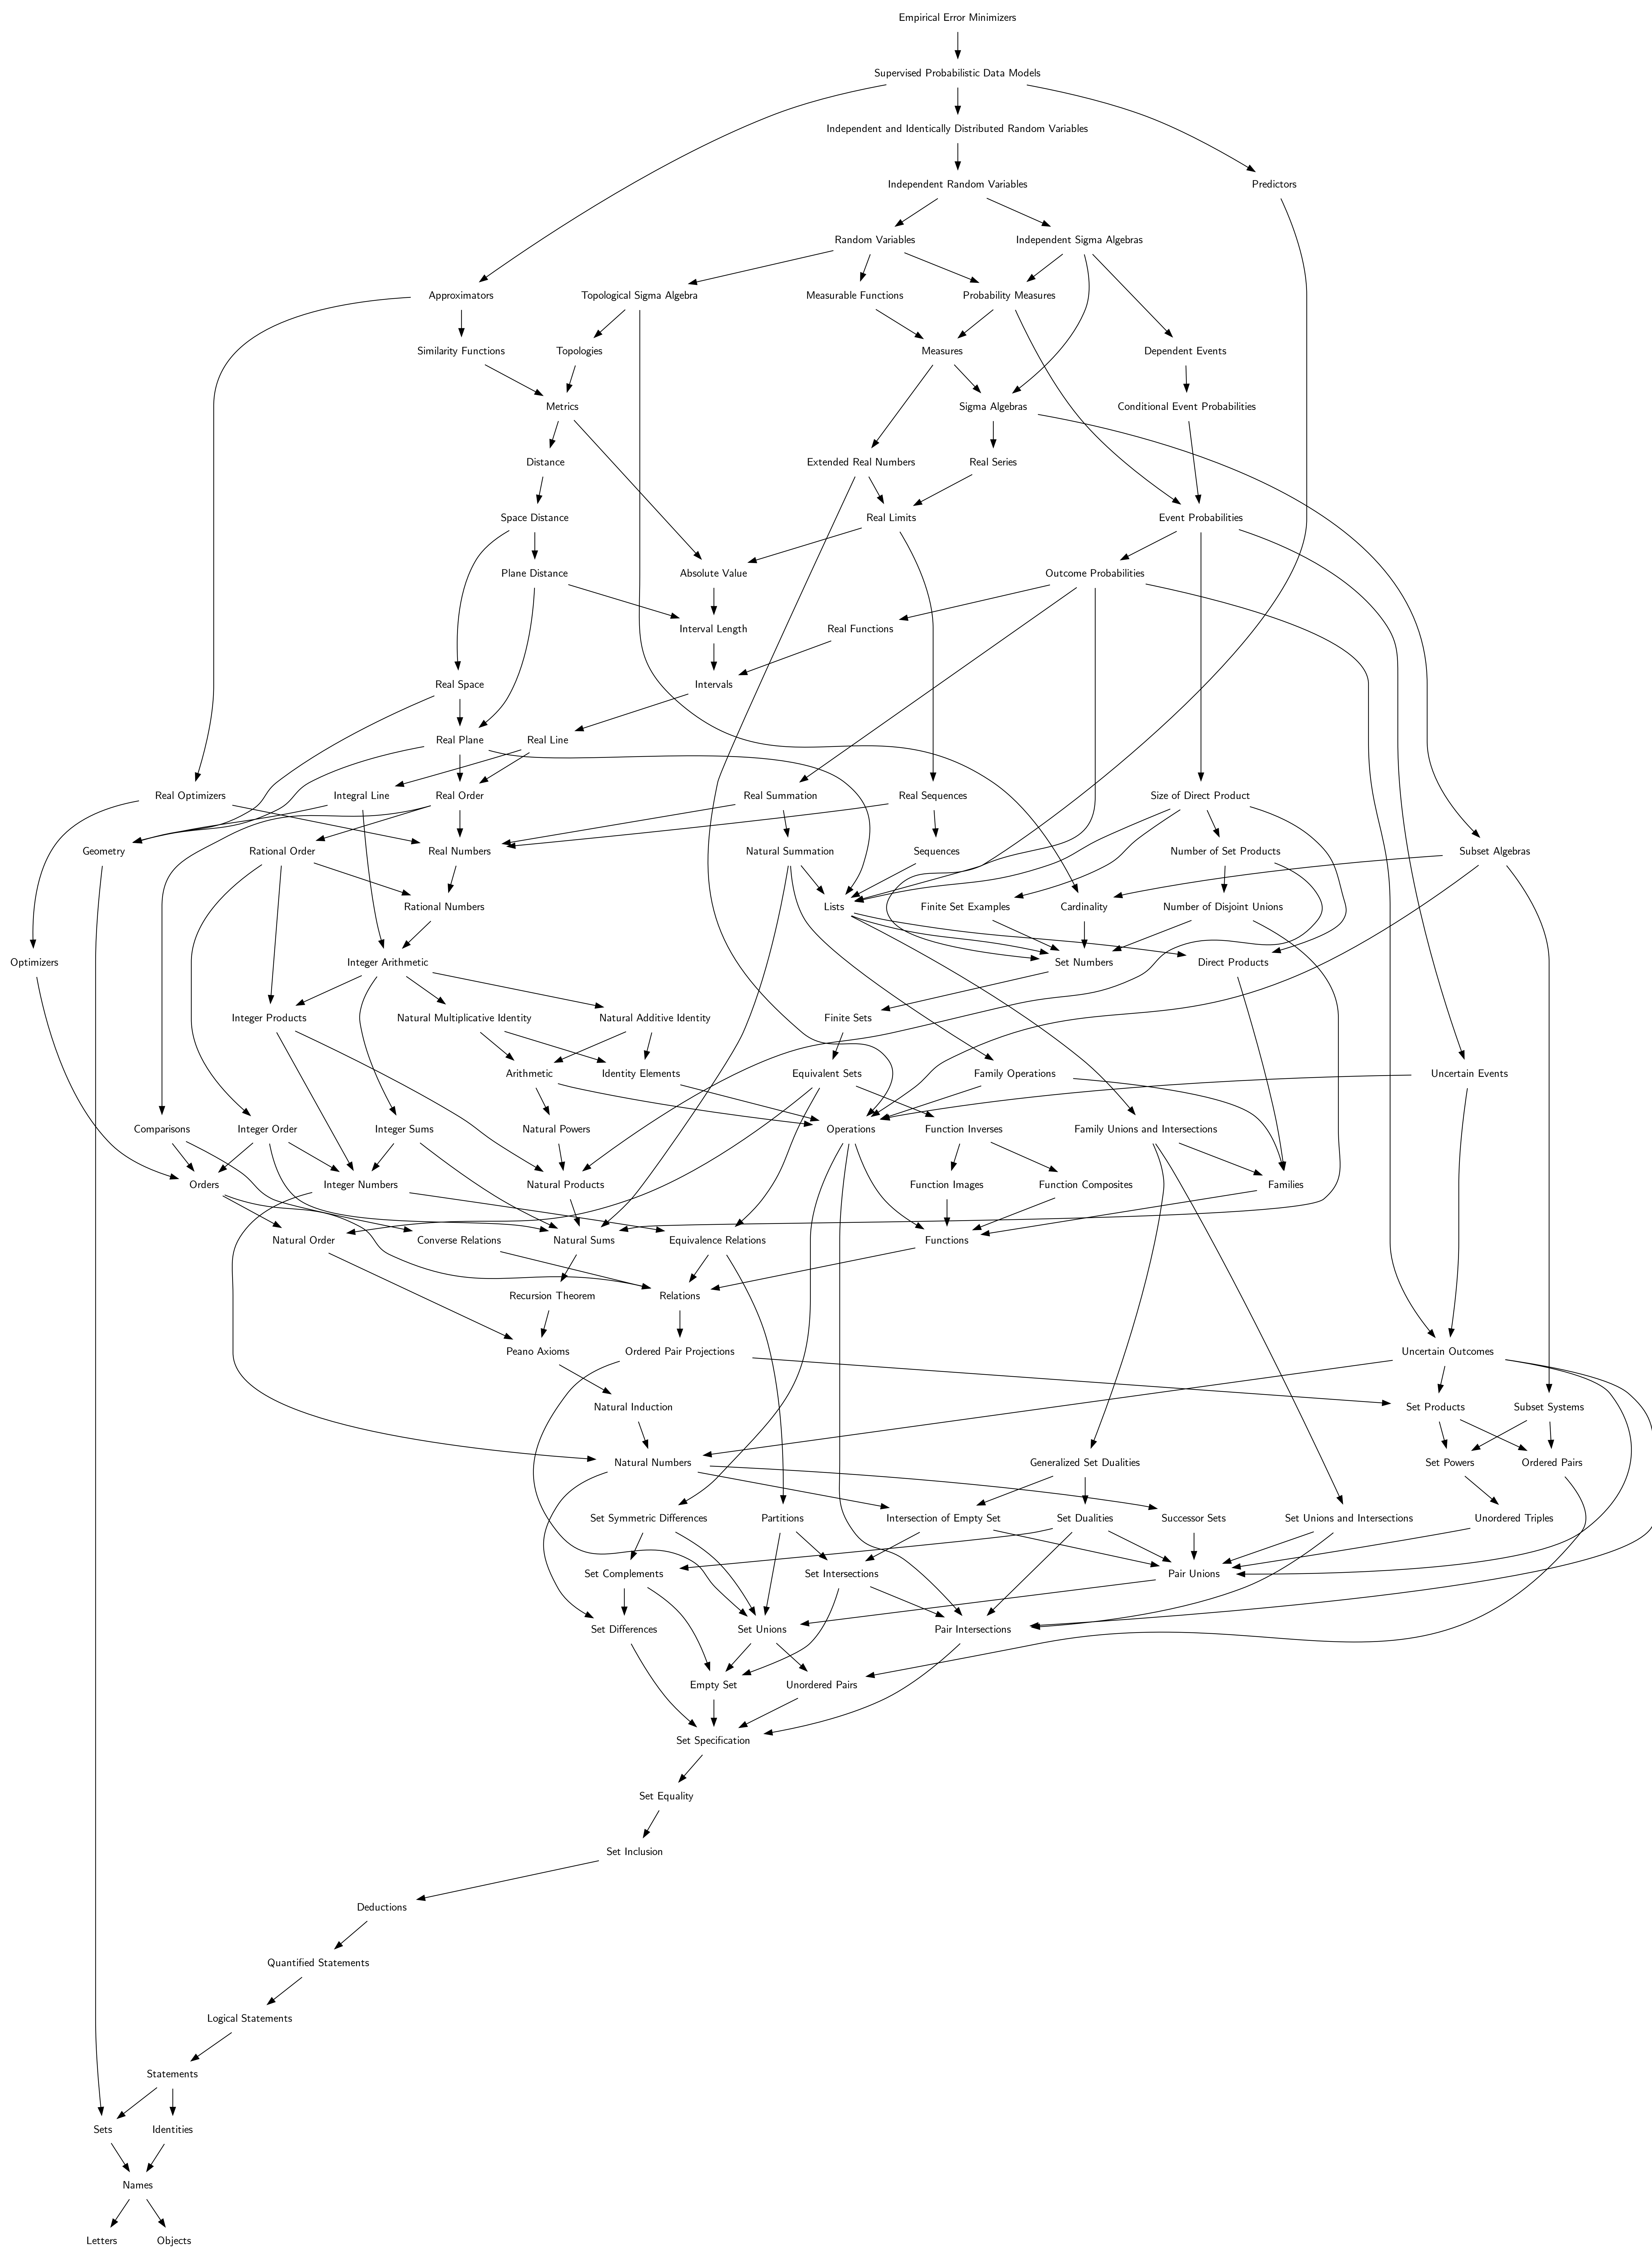 Empirical Error Minimizers
Supervised Probabilistic Data Models
Independent and Identically Distributed Random Variables
Independent Random Variables
Predictors
Random Variables
Independent Sigma Algebras
Approximators
Topological Sigma Algebra
Measurable Functions
Probability Measures
Similarity Functions
Topologies
Measures
Dependent Events
Metrics
Sigma Algebras
Conditional Event Probabilities
Distance
Extended Real Numbers
Real Series
Space Distance
Real Limits
Event Probabilities
Plane Distance
Absolute Value
Outcome Probabilities
Interval Length
Real Functions
Real Space
Intervals
Real Plane
Real Line
Real Optimizers
Integral Line
Real Order
Real Summation
Real Sequences
Size of Direct Product
Geometry
Rational Order
Real Numbers
Natural Summation
Sequences
Number of Set Products
Subset Algebras
Rational Numbers
Lists
Finite Set Examples
Cardinality
Number of Disjoint Unions
Optimizers
Integer Arithmetic
Set Numbers
Direct Products
Integer Products
Natural Multiplicative Identity
Natural Additive Identity
Finite Sets
Arithmetic
Identity Elements
Equivalent Sets
Family Operations
Uncertain Events
Comparisons
Integer Order
Integer Sums
Natural Powers
Operations
Function Inverses
Family Unions and Intersections
Orders
Integer Numbers
Natural Products
Function Images
Function Composites
Families
Natural Order
Converse Relations
Natural Sums
Equivalence Relations
Functions
Recursion Theorem
Relations
Peano Axioms
Ordered Pair Projections
Uncertain Outcomes
Natural Induction
Set Products
Subset Systems
Natural Numbers
Generalized Set Dualities
Set Powers
Ordered Pairs
Set Symmetric Differences
Partitions
Intersection of Empty Set
Set Dualities
Successor Sets
Set Unions and Intersections
Unordered Triples
Set Complements
Set Intersections
Pair Unions
Set Differences
Set Unions
Pair Intersections
Empty Set
Unordered Pairs
Set Specification
Set Equality
Set Inclusion
Deductions
Quantified Statements
Logical Statements
Statements
Sets
Identities
Names
Letters
Objects